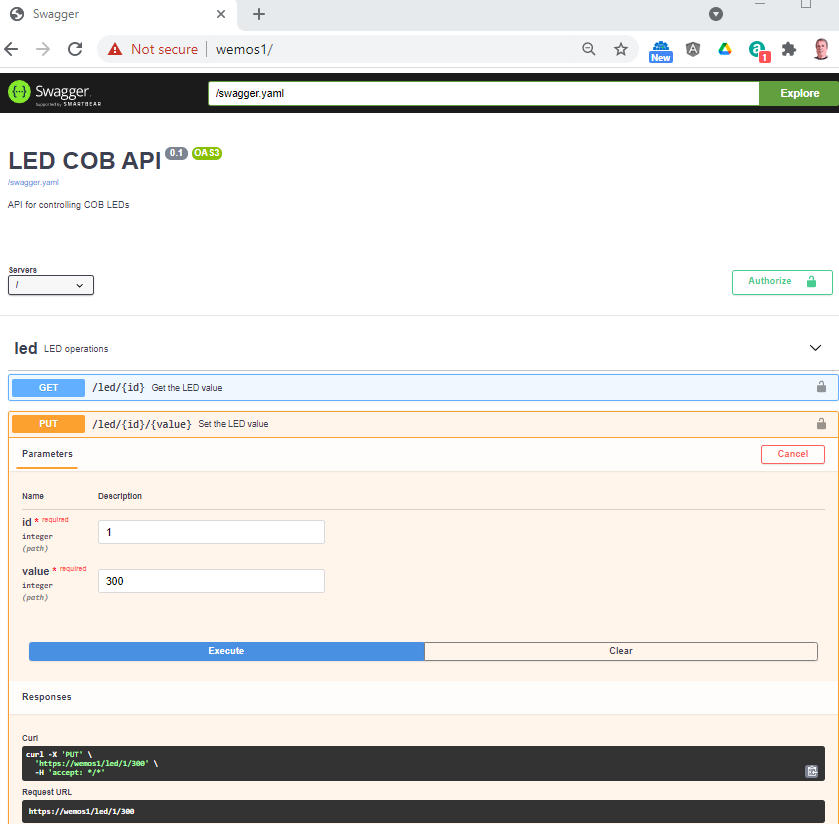 Swagger
Not secure wemos1/
New
1
Swagger
Supported by SMARTBEAR
/swagger.yaml
Explore
LED COB API 0.1 OAS3
/swagger.yaml
API for controlling COB LEDs
Servers
/
Authorize
led LED operations
GET /led/{id} Get the LED value
PUT /led/{id}/{value} Set the LED value
Parameters
Cancel
Name Description
id * required
integer
(path)
1
value * required
integer
(path)
300
Execute
Clear
Responses
Curl
curl -X 'PUT' \
'https://wemos1/led/1/300' \
-H 'accept: */*'
Request URL
https://wemos1/led/1/300